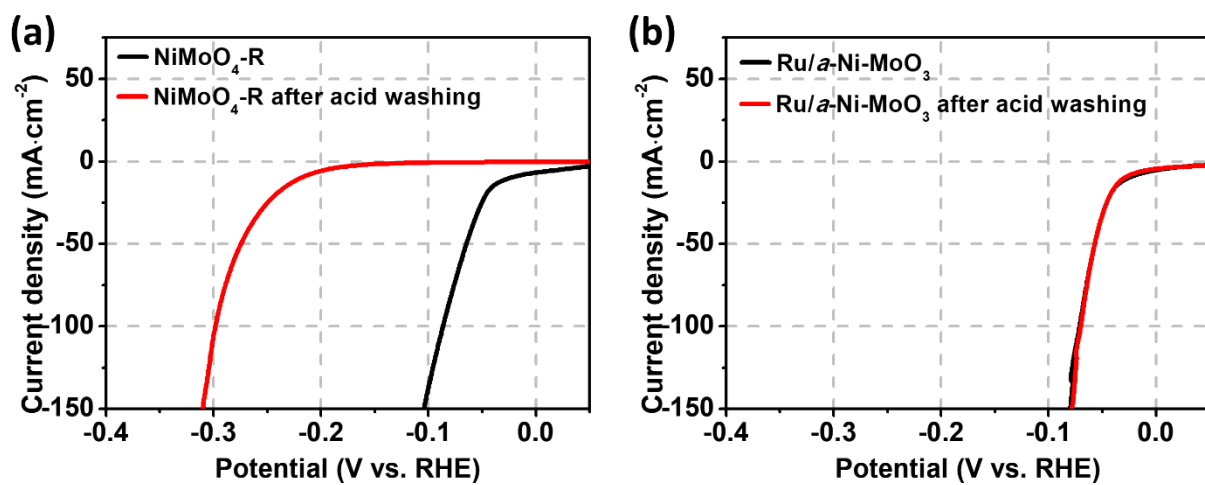 (a)
NiMoO₄-R
NiMoO₄-R after acid washing
50
0
-50
-100
-150
-0.4 -0.3 -0.2 -0.1 0.0
Current density (mA·cm⁻²)
Potential (V vs. RHE)
(b)
Ru/a-Ni-MoO₃
Ru/a-Ni-MoO₃ after acid washing
50
0
-50
-100
-150
-0.4 -0.3 -0.2 -0.1 0.0
Current density (mA·cm⁻²)
Potential (V vs. RHE)